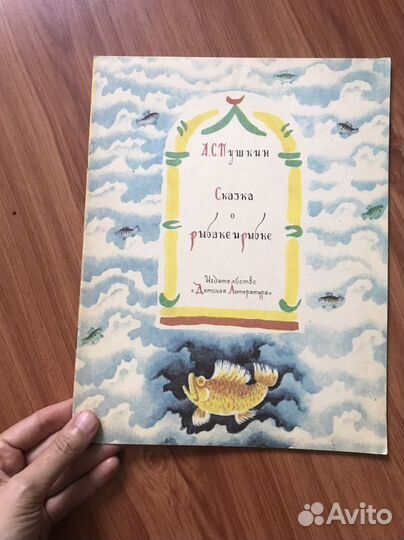 А.С.Пушкин
Сказка
о
рыбаке и рыбке
Издательство
«Детская Литература»
Avito